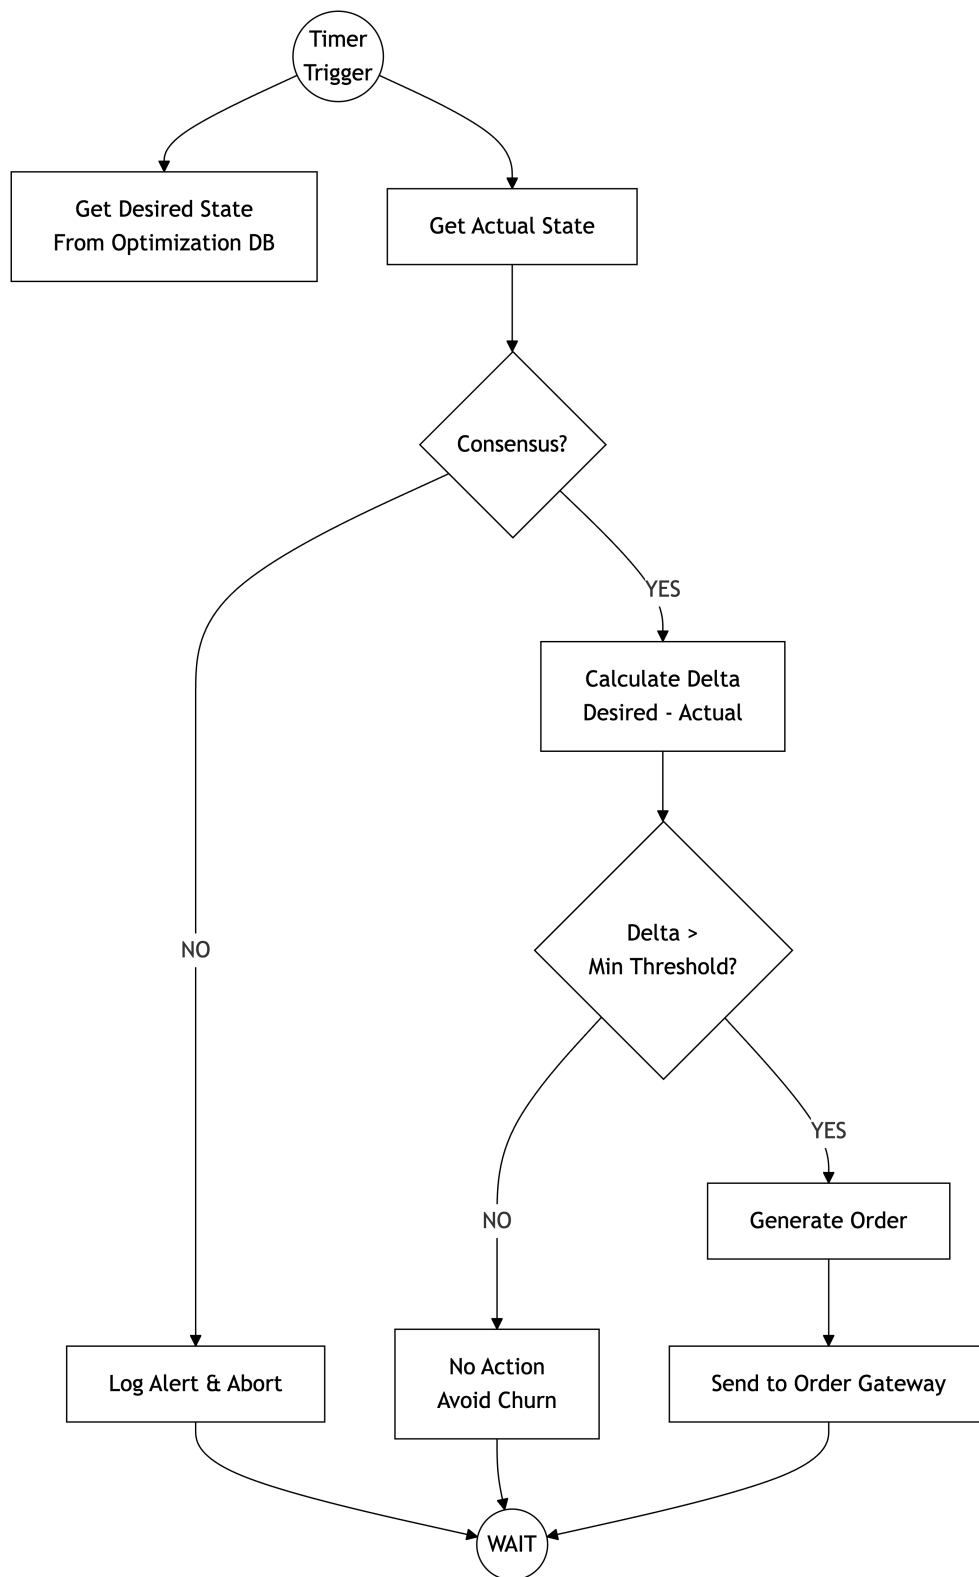 Timer
Trigger
Get Desired State
From Optimization DB
Get Actual State
Consensus?
YES
Calculate Delta
Desired - Actual
NO
Delta >
Min Threshold?
YES
NO
Generate Order
Log Alert & Abort
No Action
Avoid Churn
Send to Order Gateway
WAIT